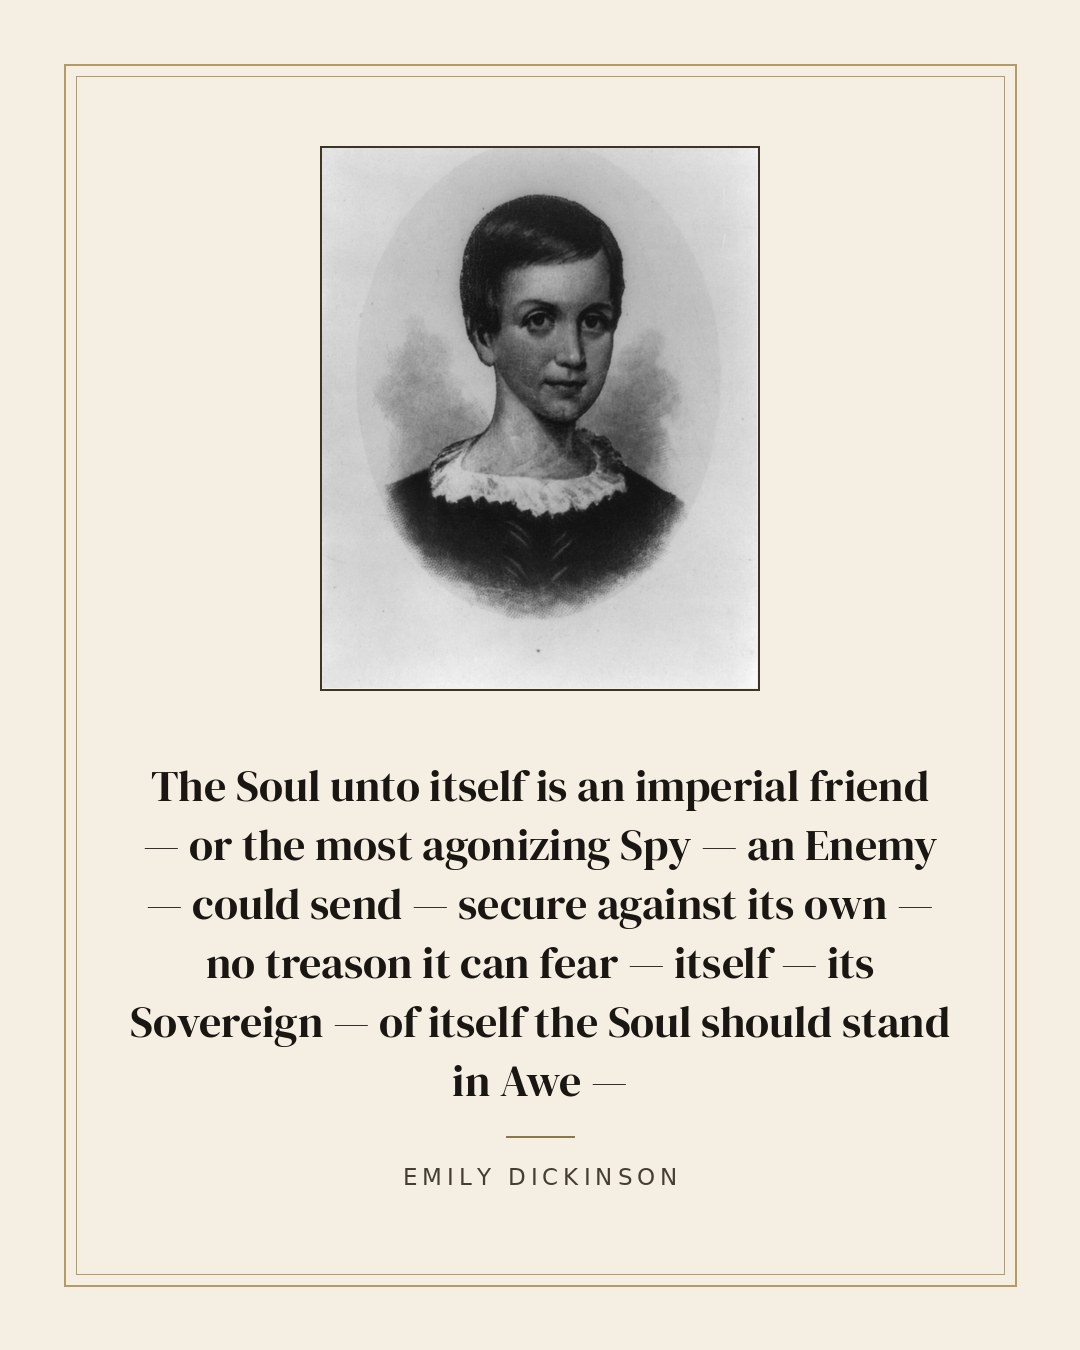 The Soul unto itself is an imperial friend
— or the most agonizing Spy — an Enemy
— could send — secure against its own —
no treason it can fear — itself — its
Sovereign — of itself the Soul should stand
in Awe —
EMILY DICKINSON